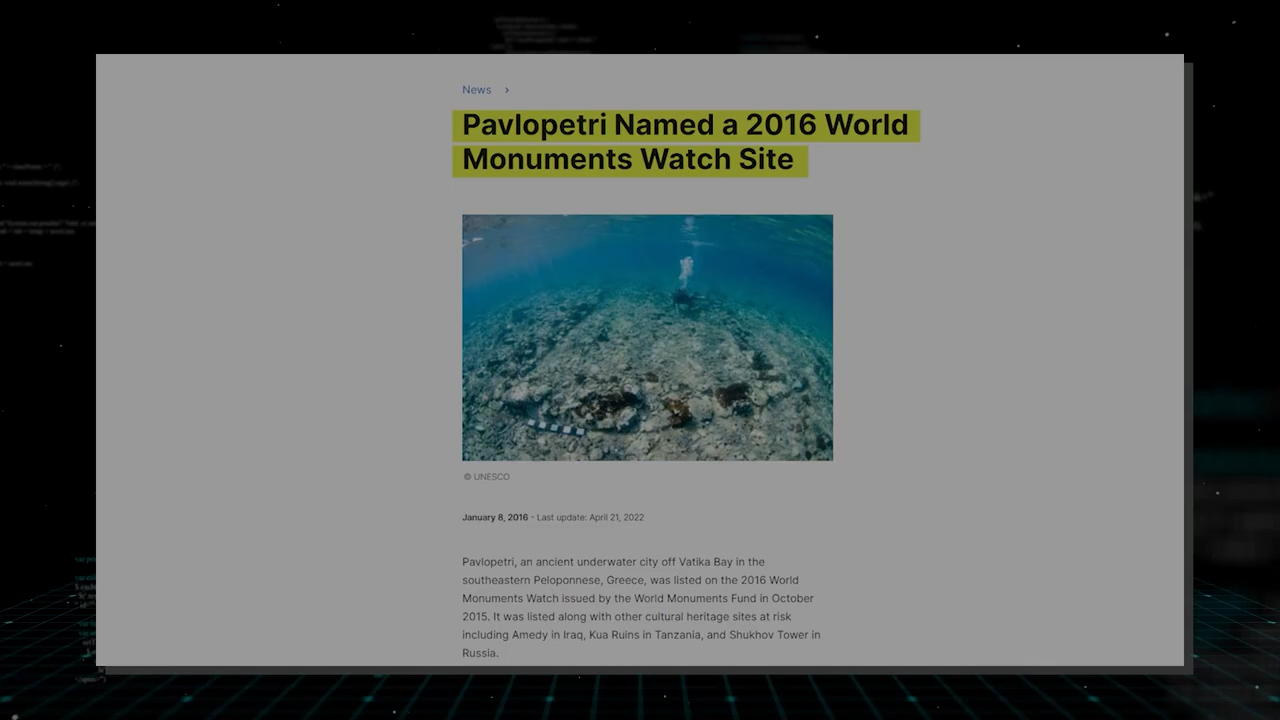 News ›
Pavlopetri Named a 2016 World
Monuments Watch Site
© UNESCO
January 8, 2016 - Last update: April 21, 2022
Pavlopetri, an ancient underwater city off Vatika Bay in the
southeastern Peloponnese, Greece, was listed on the 2016 World
Monuments Watch issued by the World Monuments Fund in October
2015. It was listed along with other cultural heritage sites at risk
including Amedy in Iraq, Kua Ruins in Tanzania, and Shukhov Tower in
Russia.